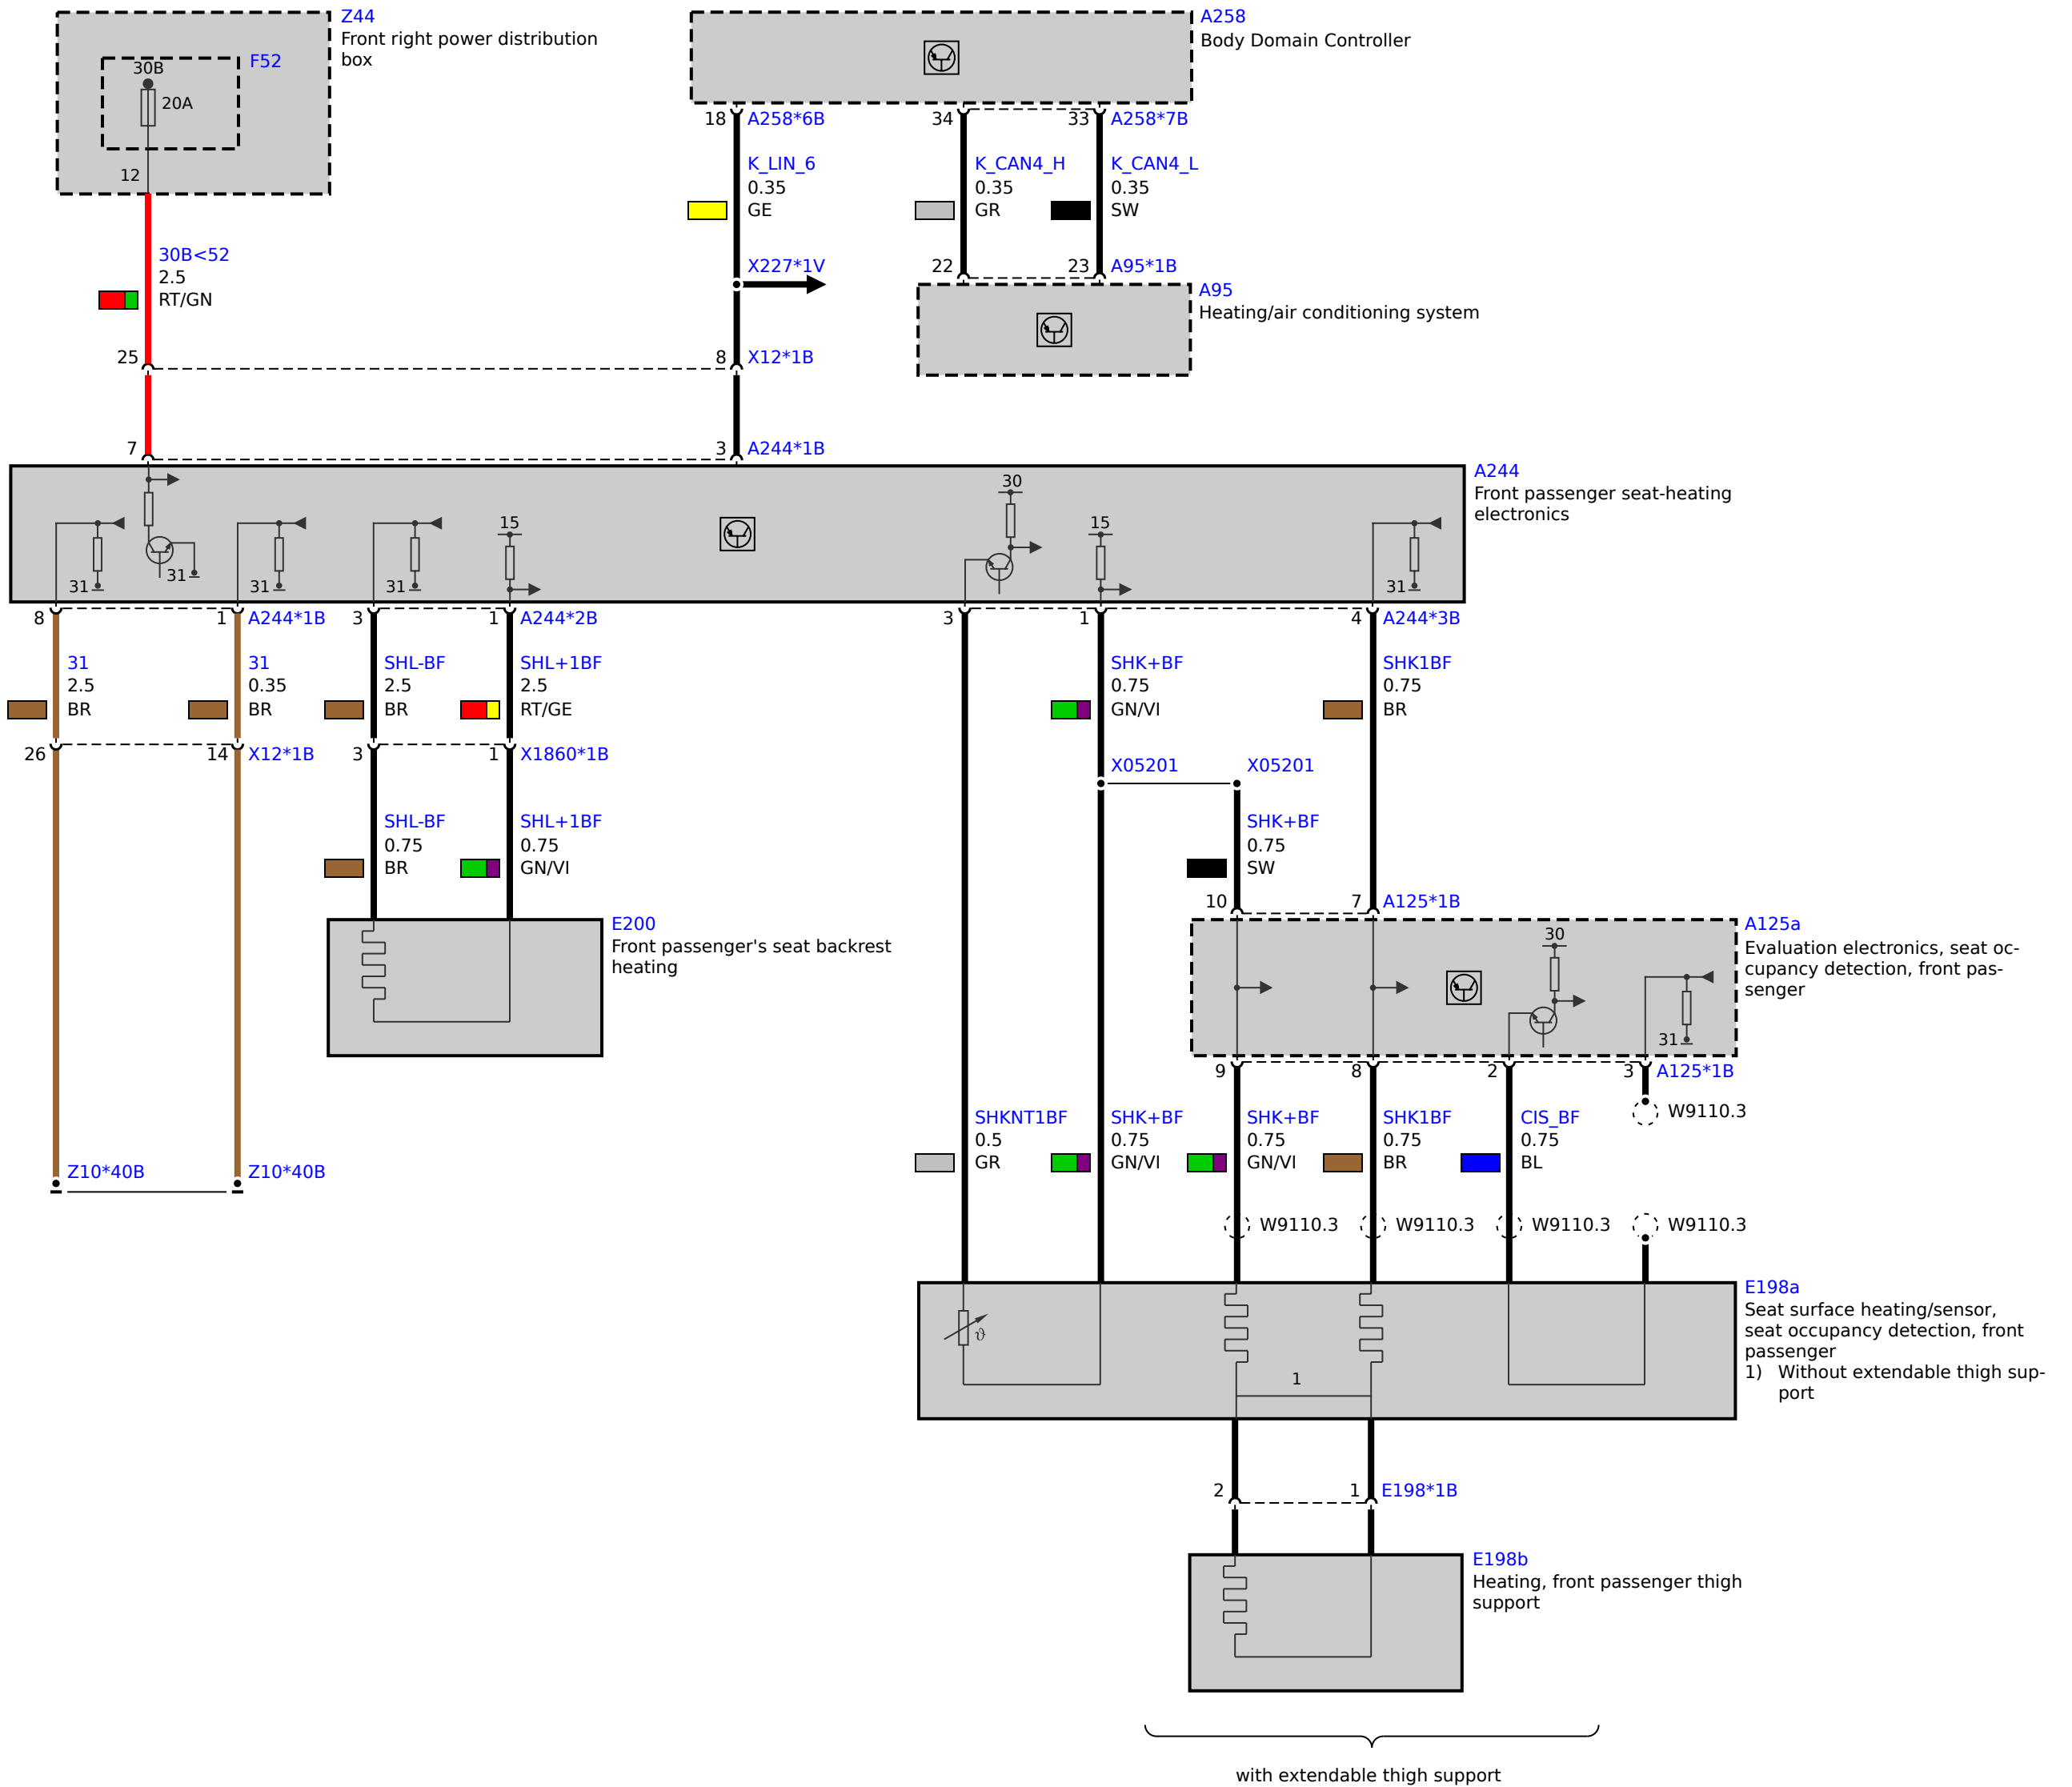 Z44
Front right power distribution
box
F52
30B
20A
12
A258
Body Domain Controller
18
A258*6B
34
33
A258*7B
K_LIN_6
0.35
GE
K_CAN4_H
0.35
GR
K_CAN4_L
0.35
SW
30B<52
2.5
RT/GN
X227*1V
22
23
A95*1B
A95
Heating/air conditioning system
25
8
X12*1B
7
3
A244*1B
A244
Front passenger seat-heating
electronics
31
31
31
31
15
30
15
31
8
1
A244*1B
3
1
A244*2B
3
1
4
A244*3B
31
2.5
BR
31
0.35
BR
SHL-BF
2.5
BR
SHL+1BF
2.5
RT/GE
SHK+BF
0.75
GN/VI
SHK1BF
0.75
BR
26
14
X12*1B
3
1
X1860*1B
X05201
X05201
SHL-BF
0.75
BR
SHL+1BF
0.75
GN/VI
SHK+BF
0.75
SW
10
7
A125*1B
E200
Front passenger's seat backrest
heating
A125a
Evaluation electronics, seat oc-
cupancy detection, front pas-
senger
30
31
9
8
2
3
A125*1B
W9110.3
SHKNT1BF
0.5
GR
SHK+BF
0.75
GN/VI
SHK+BF
0.75
GN/VI
SHK1BF
0.75
BR
CIS_BF
0.75
BL
Z10*40B
Z10*40B
W9110.3
W9110.3
W9110.3
W9110.3
E198a
Seat surface heating/sensor,
seat occupancy detection, front
passenger
1) Without extendable thigh sup-
port
ϑ
1
2
1
E198*1B
E198b
Heating, front passenger thigh
support
with extendable thigh support